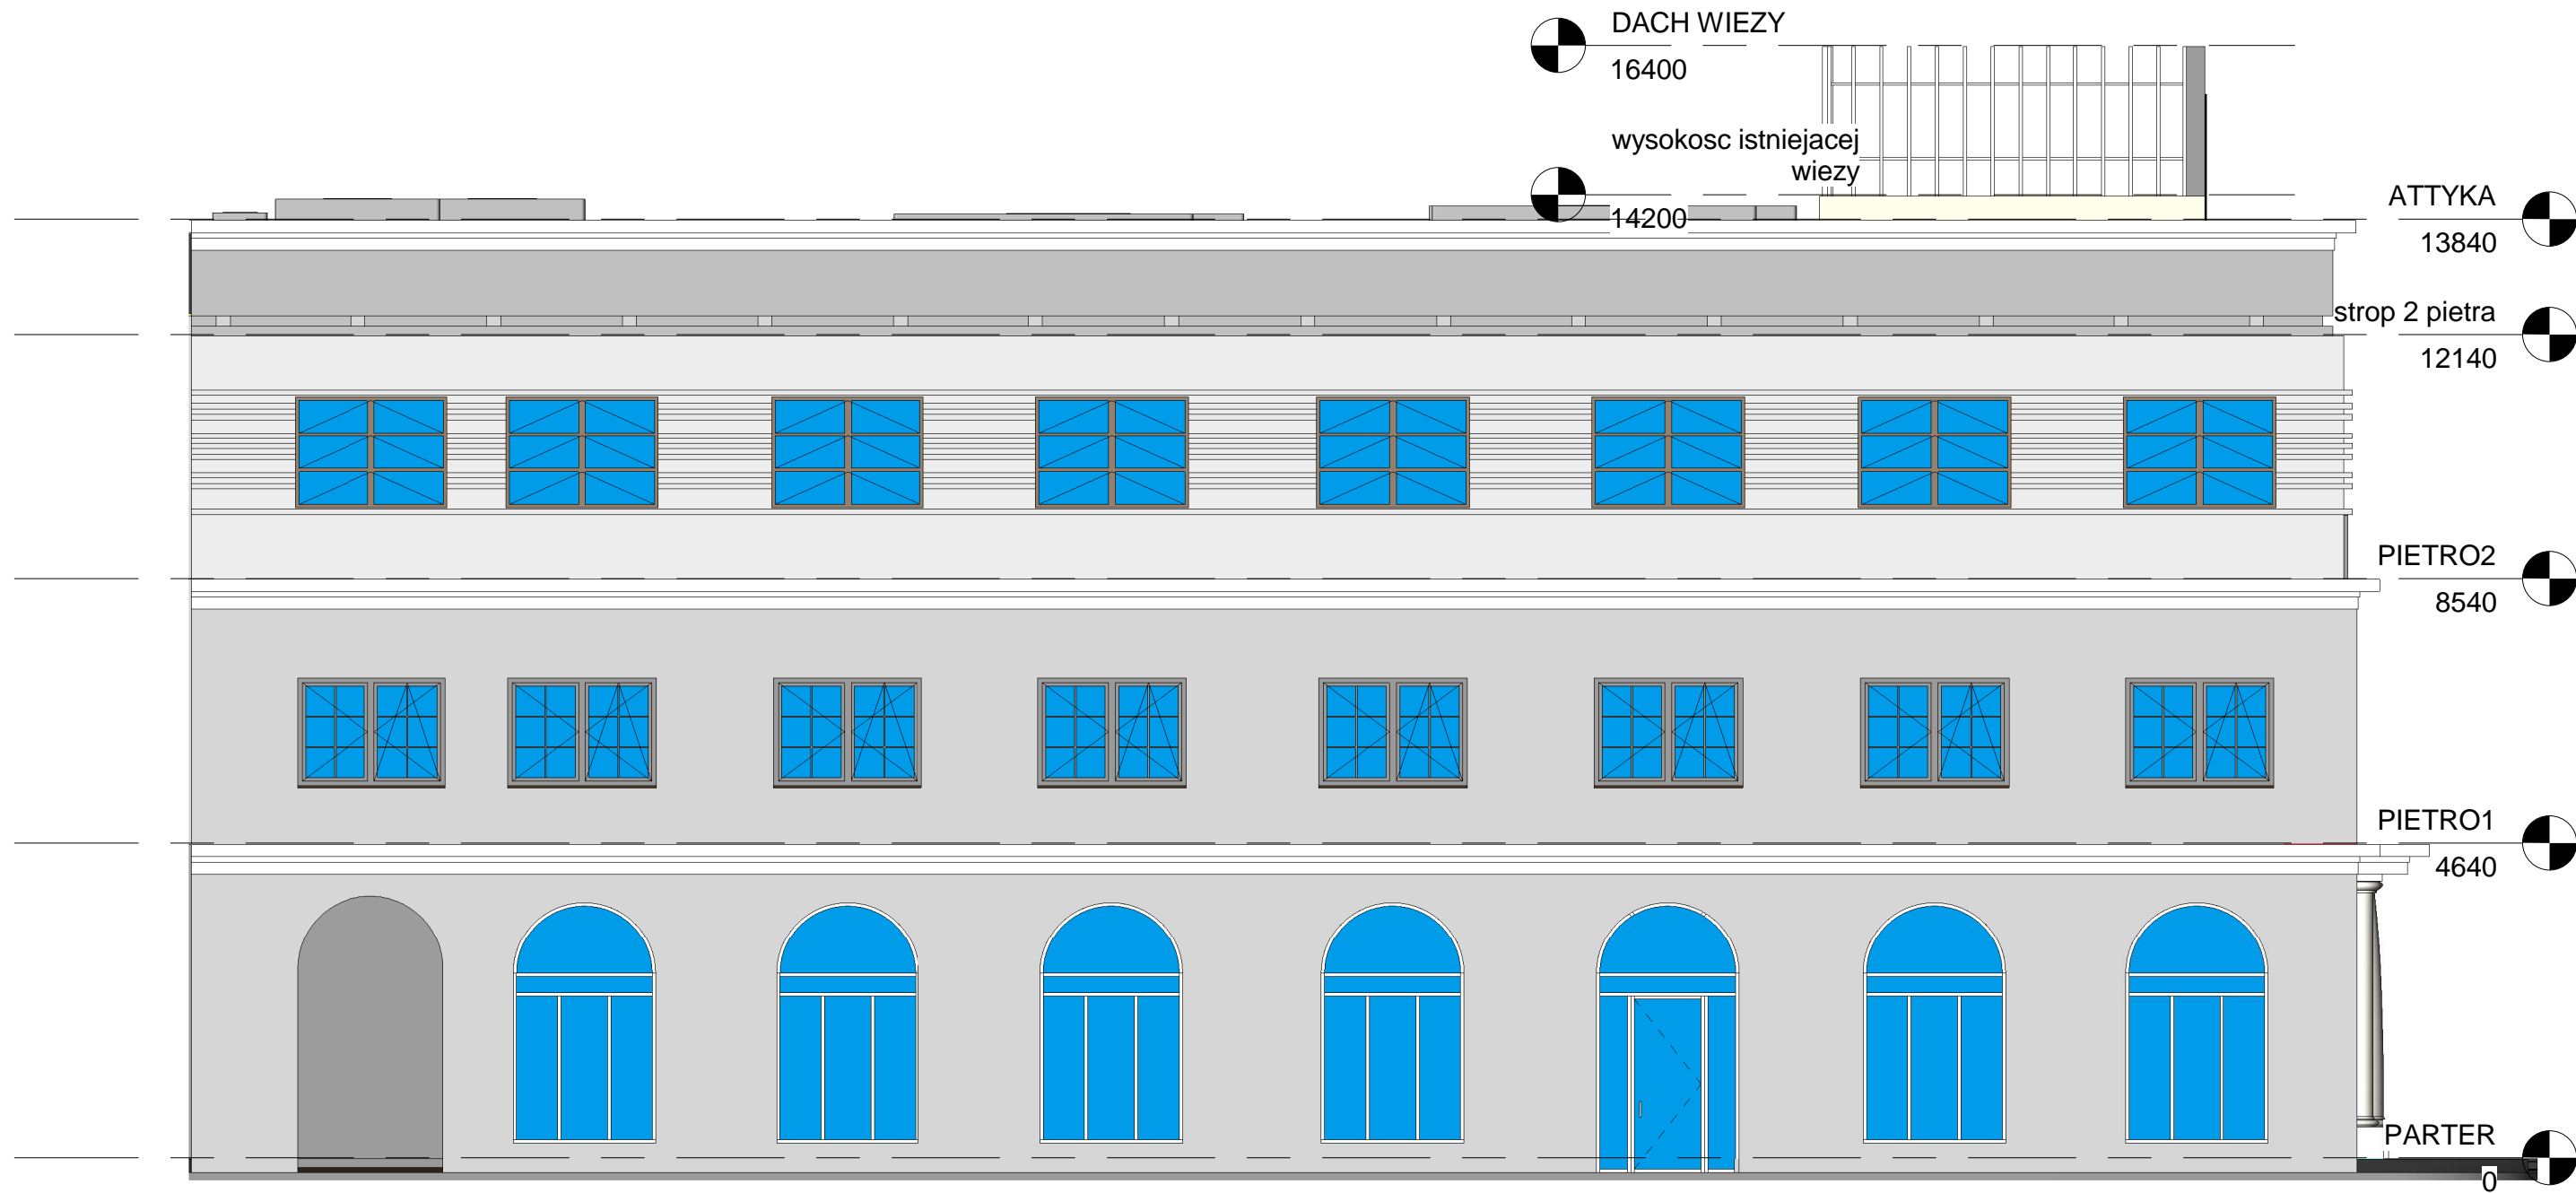 DACH WIEZY
16400
wysokosc istniejacej
wiezy
14200
ATTYKA
13840
strop 2 pietra
12140
PIETRO2
8540
PIETRO1
4640
PARTER
0